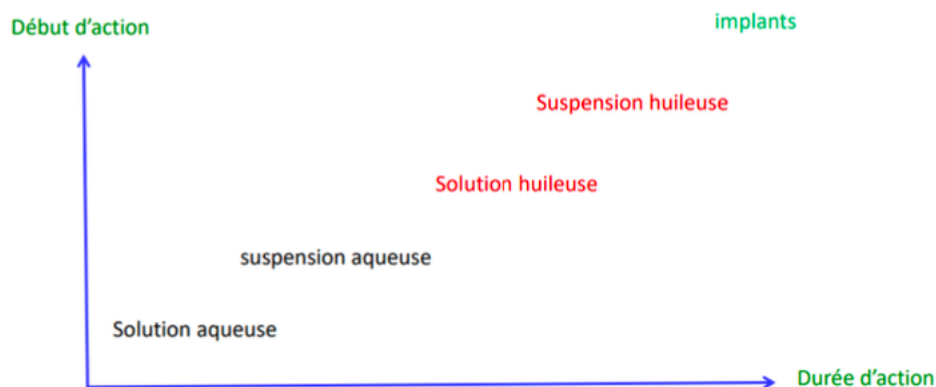 implants
Début d'action
Suspension huileuse
Solution huileuse
suspension aqueuse
Solution aqueuse
Durée d'action